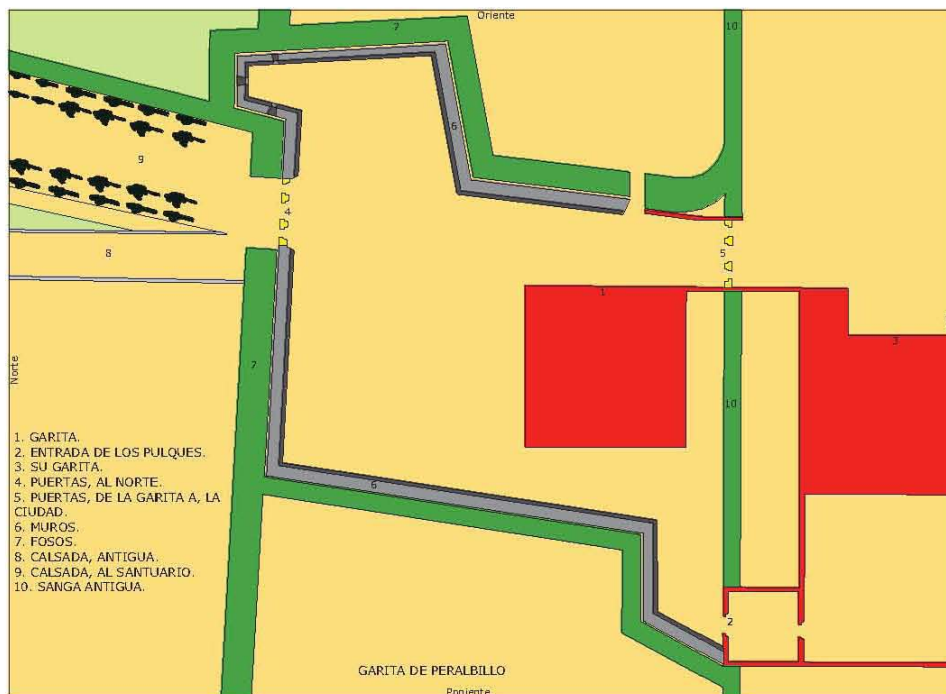 Oriente
7
10
6
9
4
5
8
1
3
Norte
7
10
1. GARITA.
2. ENTRADA DE LOS PULQUES.
3. SU GARITA.
4. PUERTAS, AL NORTE.
5. PUERTAS, DE LA GARITA A, LA
CIUDAD.
6. MUROS.
7. FOSOS.
8. CALSADA, ANTIGUA.
9. CALSADA, AL SANTUARIO.
10. SANGA ANTIGUA.
6
2
GARITA DE PERALBILLO
Poniente